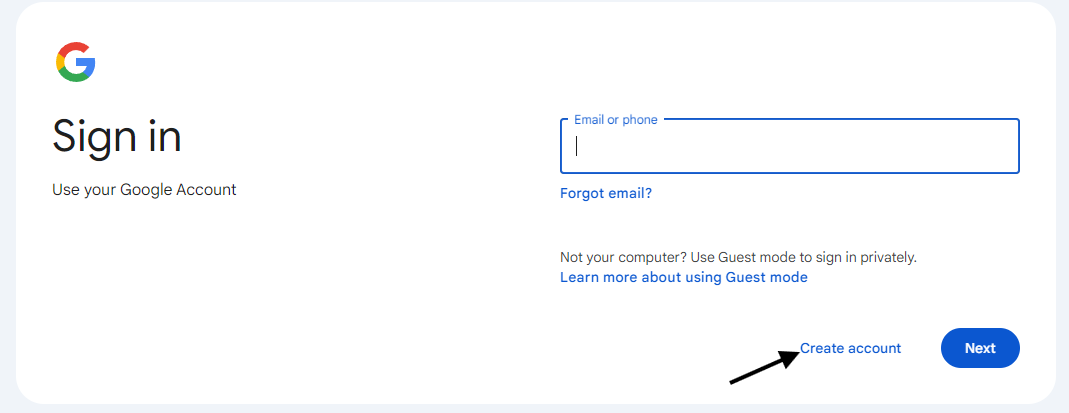 Sign in
Use your Google Account
Email or phone
Forgot email?
Not your computer? Use Guest mode to sign in privately.
Learn more about using Guest mode
Create account
Next